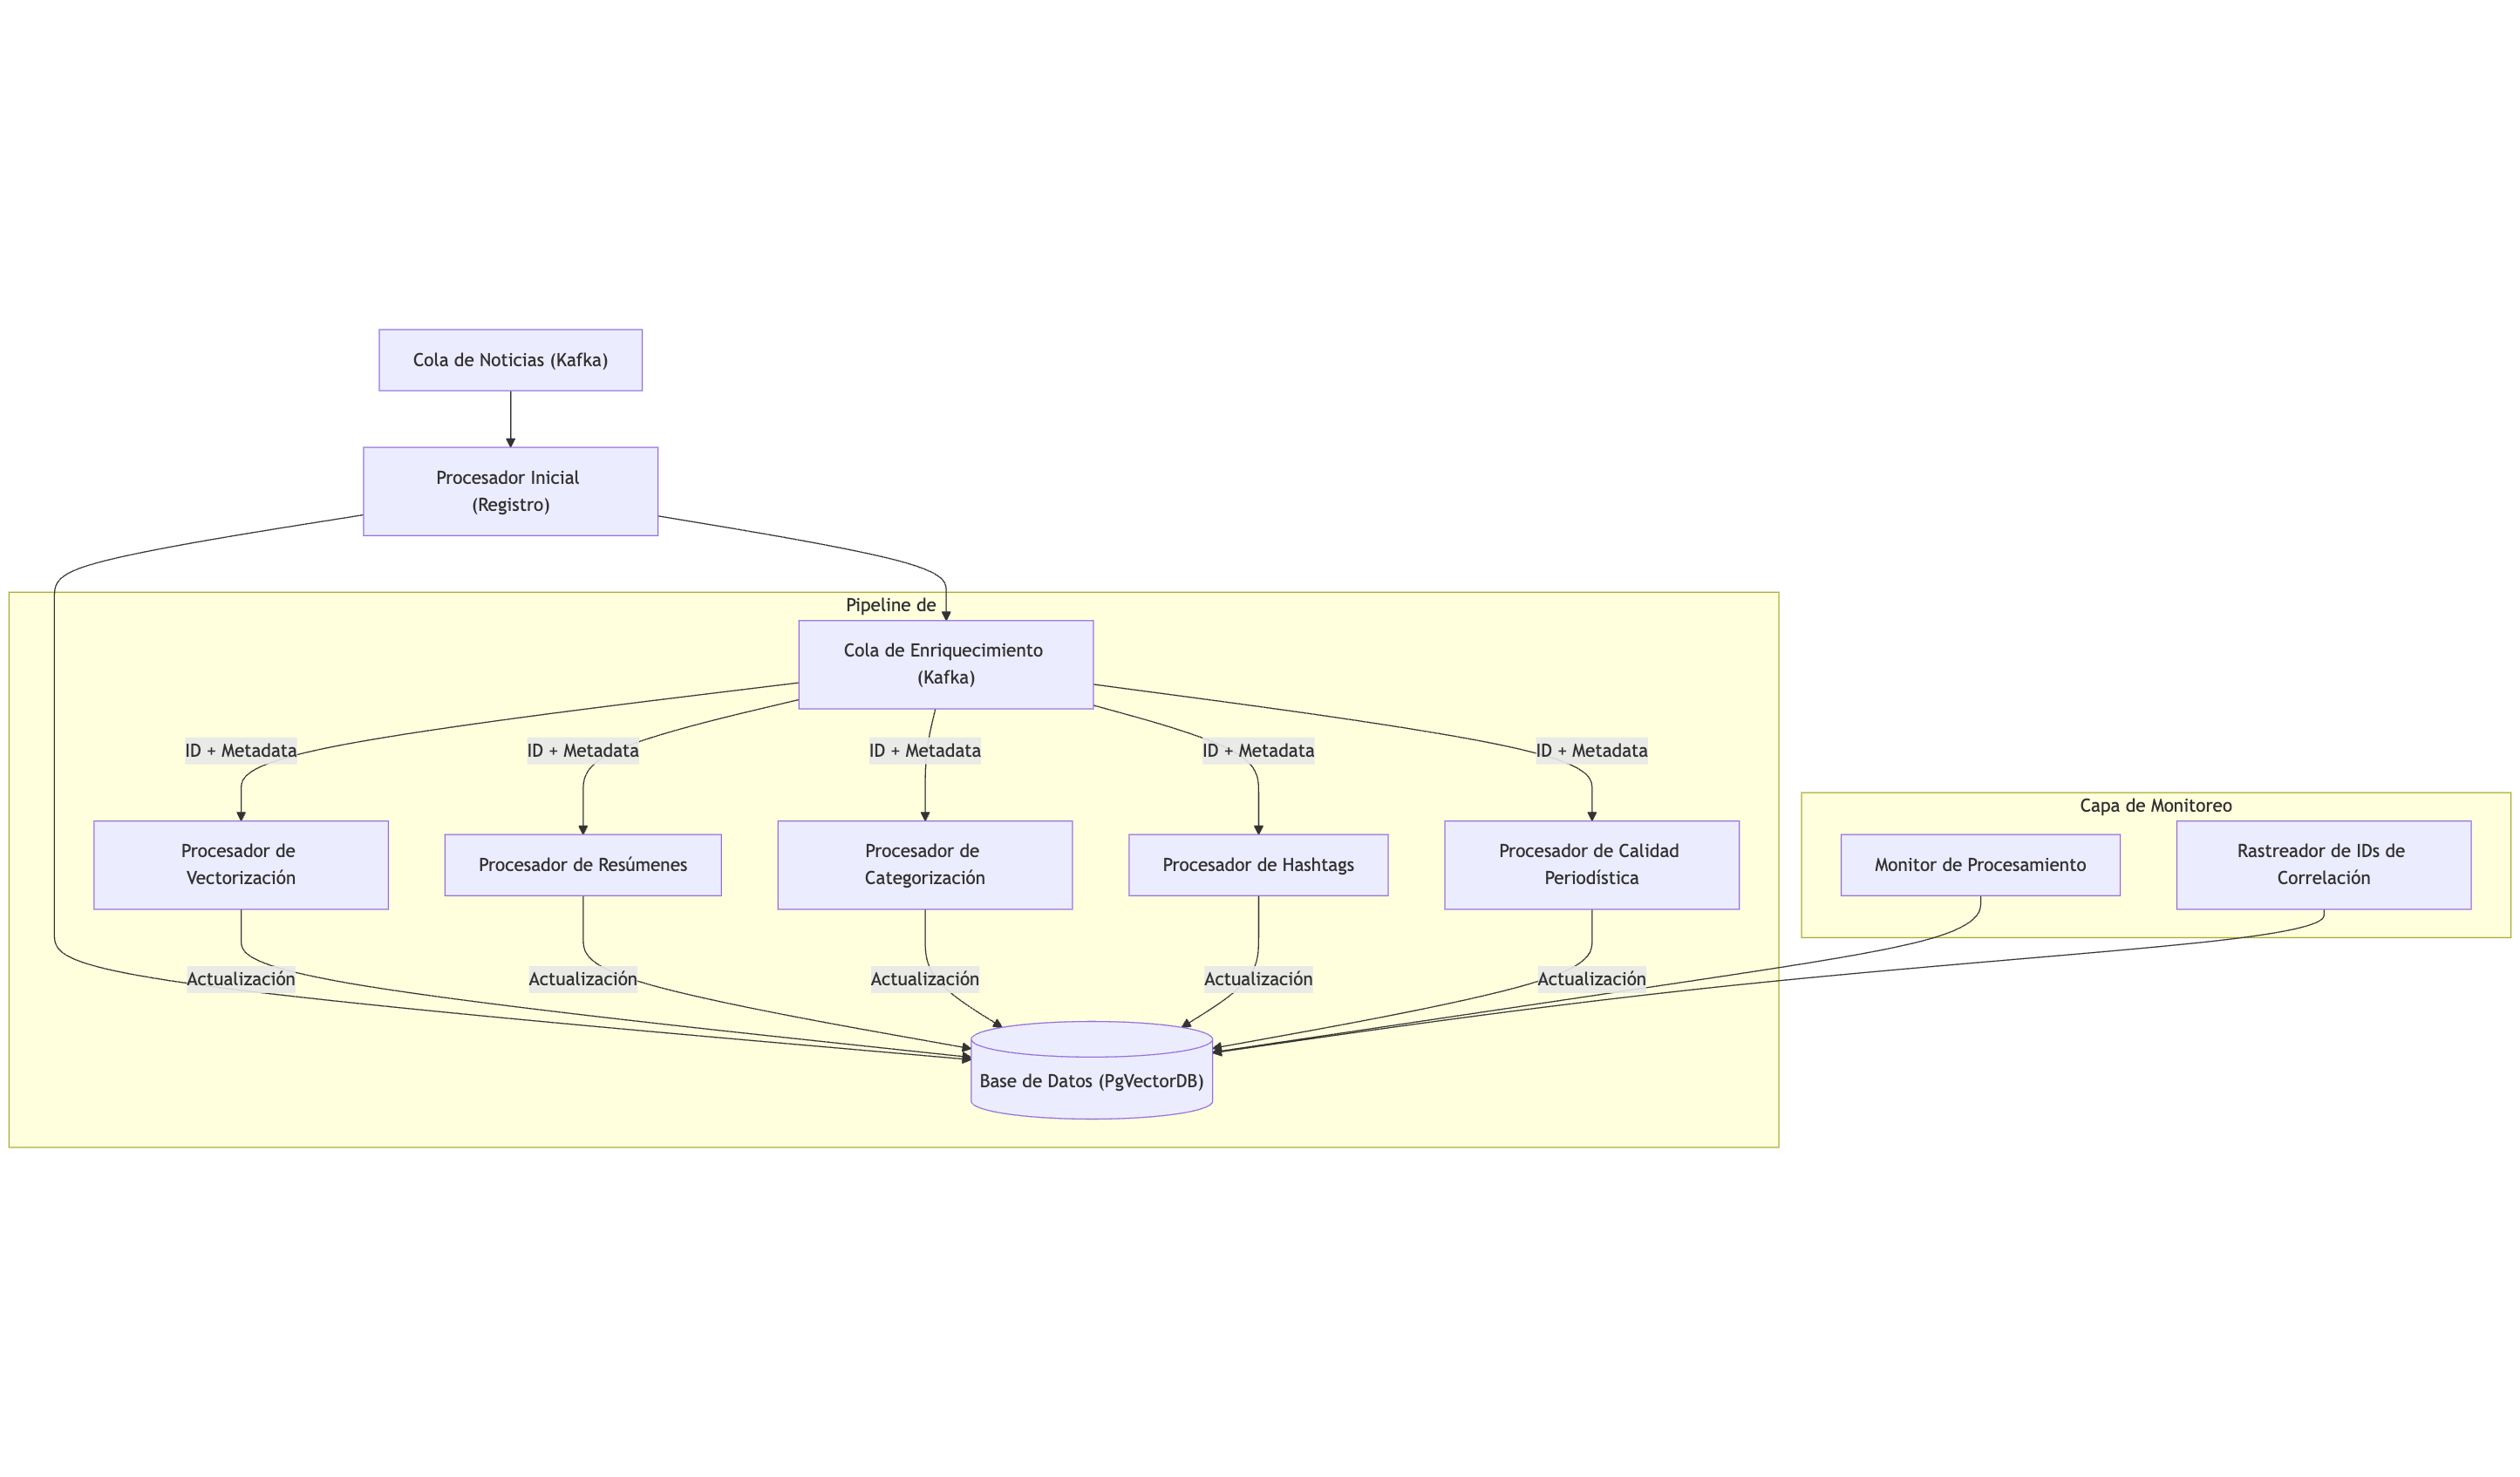 Cola de Noticias (Kafka)
Procesador Inicial
(Registro)
Pipeline de
Cola de Enriquecimiento
(Kafka)
ID + Metadata
ID + Metadata
ID + Metadata
ID + Metadata
ID + Metadata
Capa de Monitoreo
Procesador de
Vectorización
Procesador de Resúmenes
Procesador de
Categorización
Procesador de Hashtags
Procesador de Calidad
Periodística
Monitor de Procesamiento
Rastreador de IDs de
Correlación
Actualización
Actualización
Actualización
Actualización
Actualización
Base de Datos (PgVectorDB)